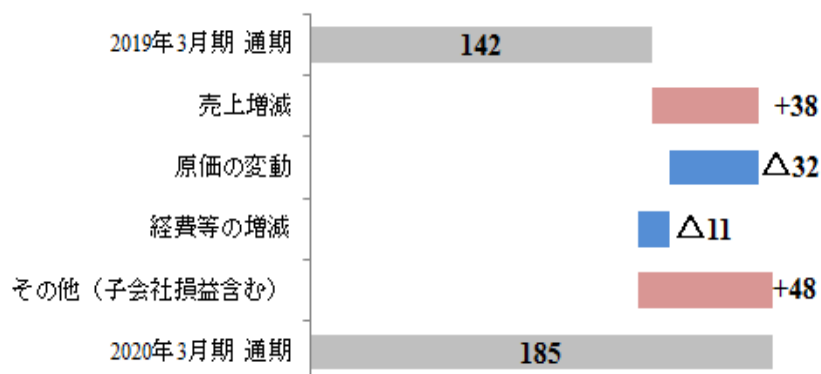 2019年3月期 通期 142
売上増減 +38
原価の変動 △32
経費等の増減 △11
その他（子会社損益含む） +48
2020年3月期 通期 185